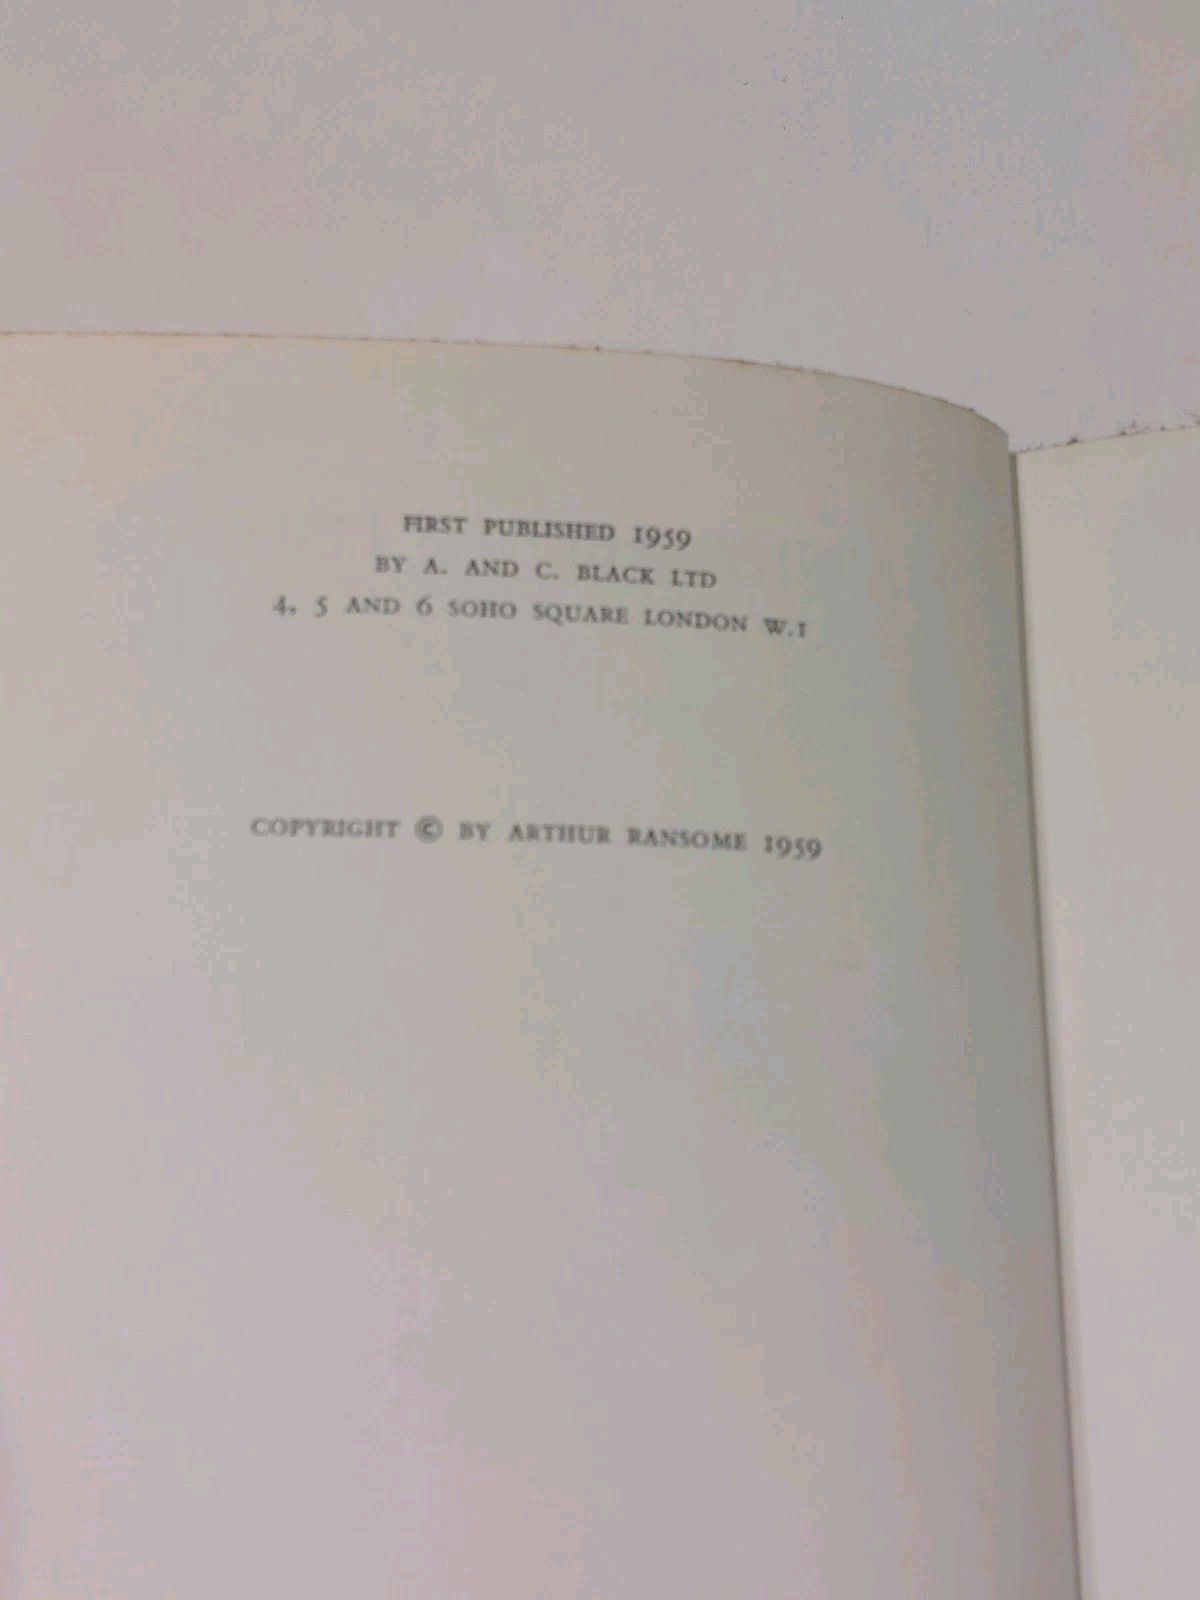 FIRST PUBLISHED 1959
BY A. AND C. BLACK LTD
4, 5 AND 6 SOHO SQUARE LONDON W.1
COPYRIGHT © BY ARTHUR RANSOME 1959